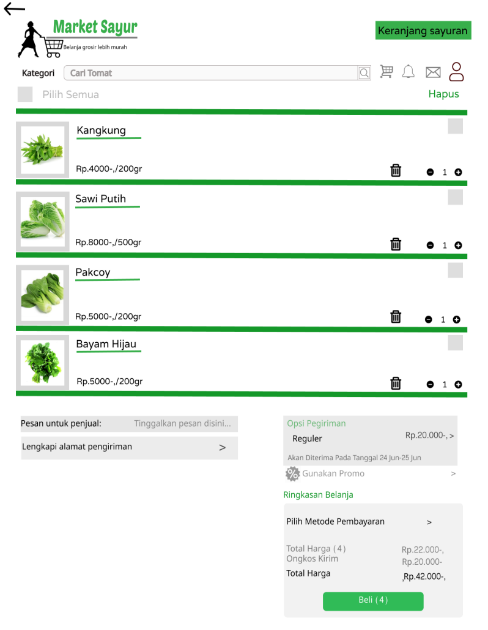 Market Sayur
Belanja grosir lebih murah
Keranjang sayuran
Kategori
Cari Tomat
Pilih Semua
Hapus
Kangkung
Rp.4000-,/200gr
1
Sawi Putih
Rp.8000-,/500gr
1
Pakcoy
Rp.5000-,/200gr
1
Bayam Hijau
Rp.5000-,/200gr
1
Pesan untuk penjual: Tinggalkan pesan disini...
Lengkapi alamat pengiriman >
Opsi Pegiriman
Reguler Rp.20.000-, >
Akan Diterima Pada Tanggal 24 Jun-25 Jun
Gunakan Promo >
Ringkasan Belanja
Pilih Metode Pembayaran >
Total Harga ( 4 ) Rp.22.000-,
Ongkos Kirim Rp.20.000-
Total Harga ,Rp.42.000-,
Beli ( 4 )